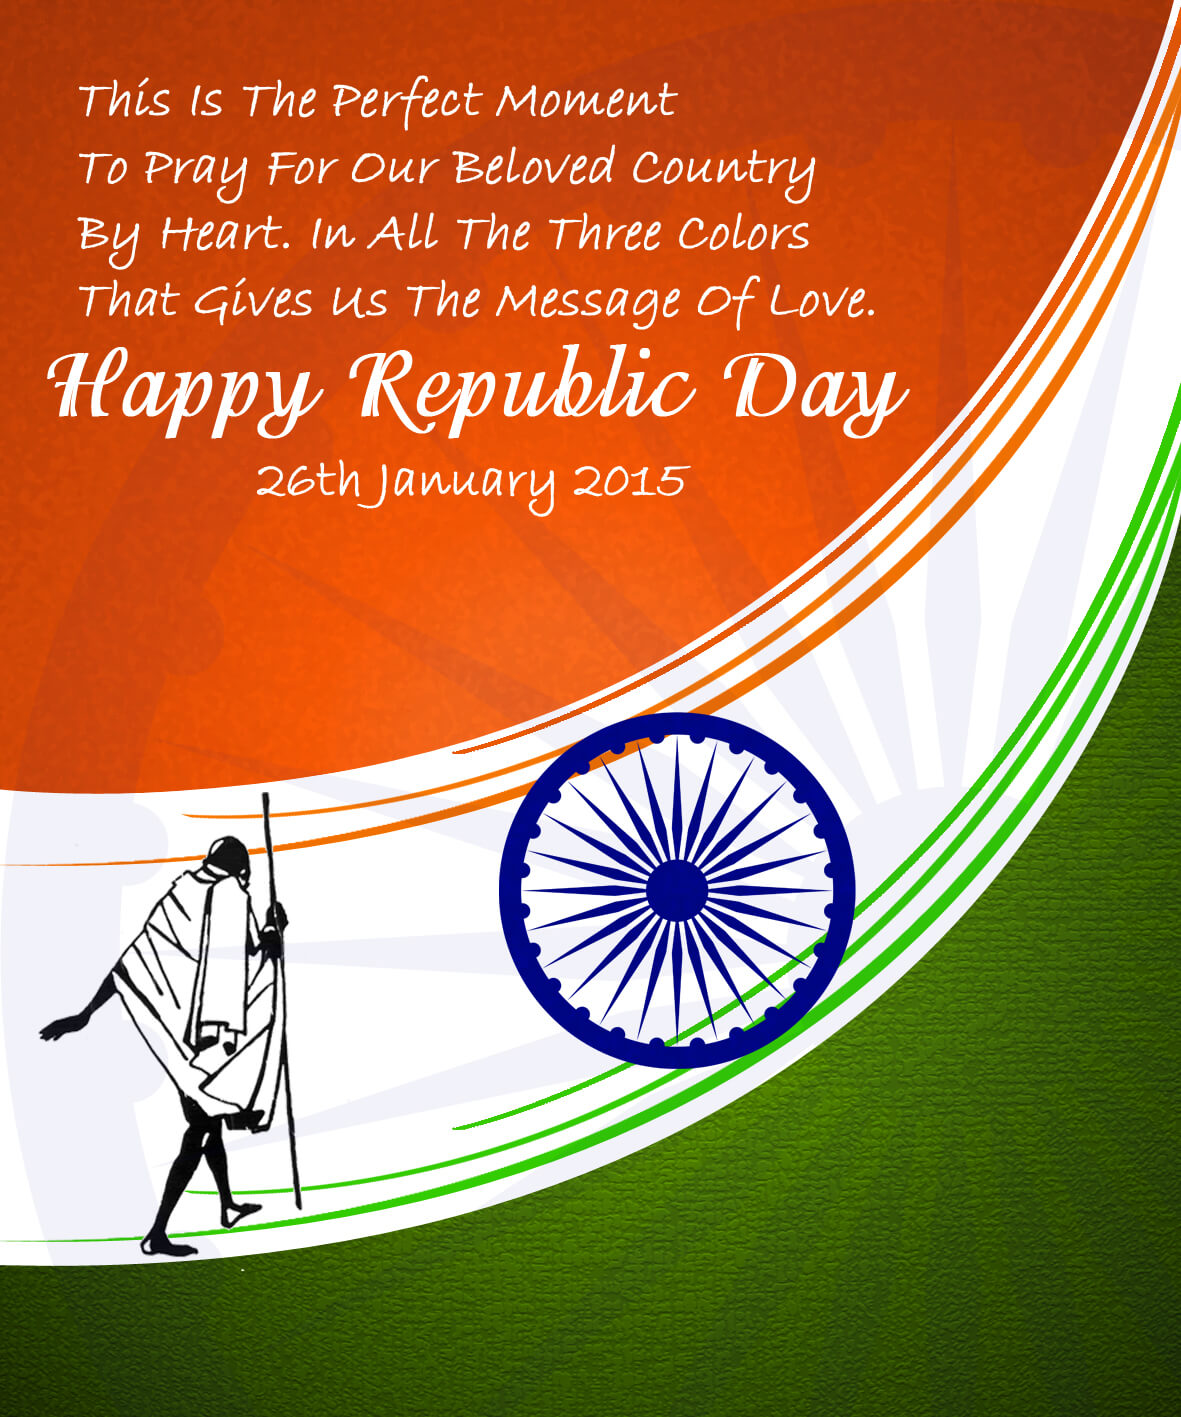 This Is The Perfect Moment
To Pray For Our Beloved Country
By Heart. In All The Three Colors
That Gives Us The Message Of Love.
Happy Republic Day
26th January 2015